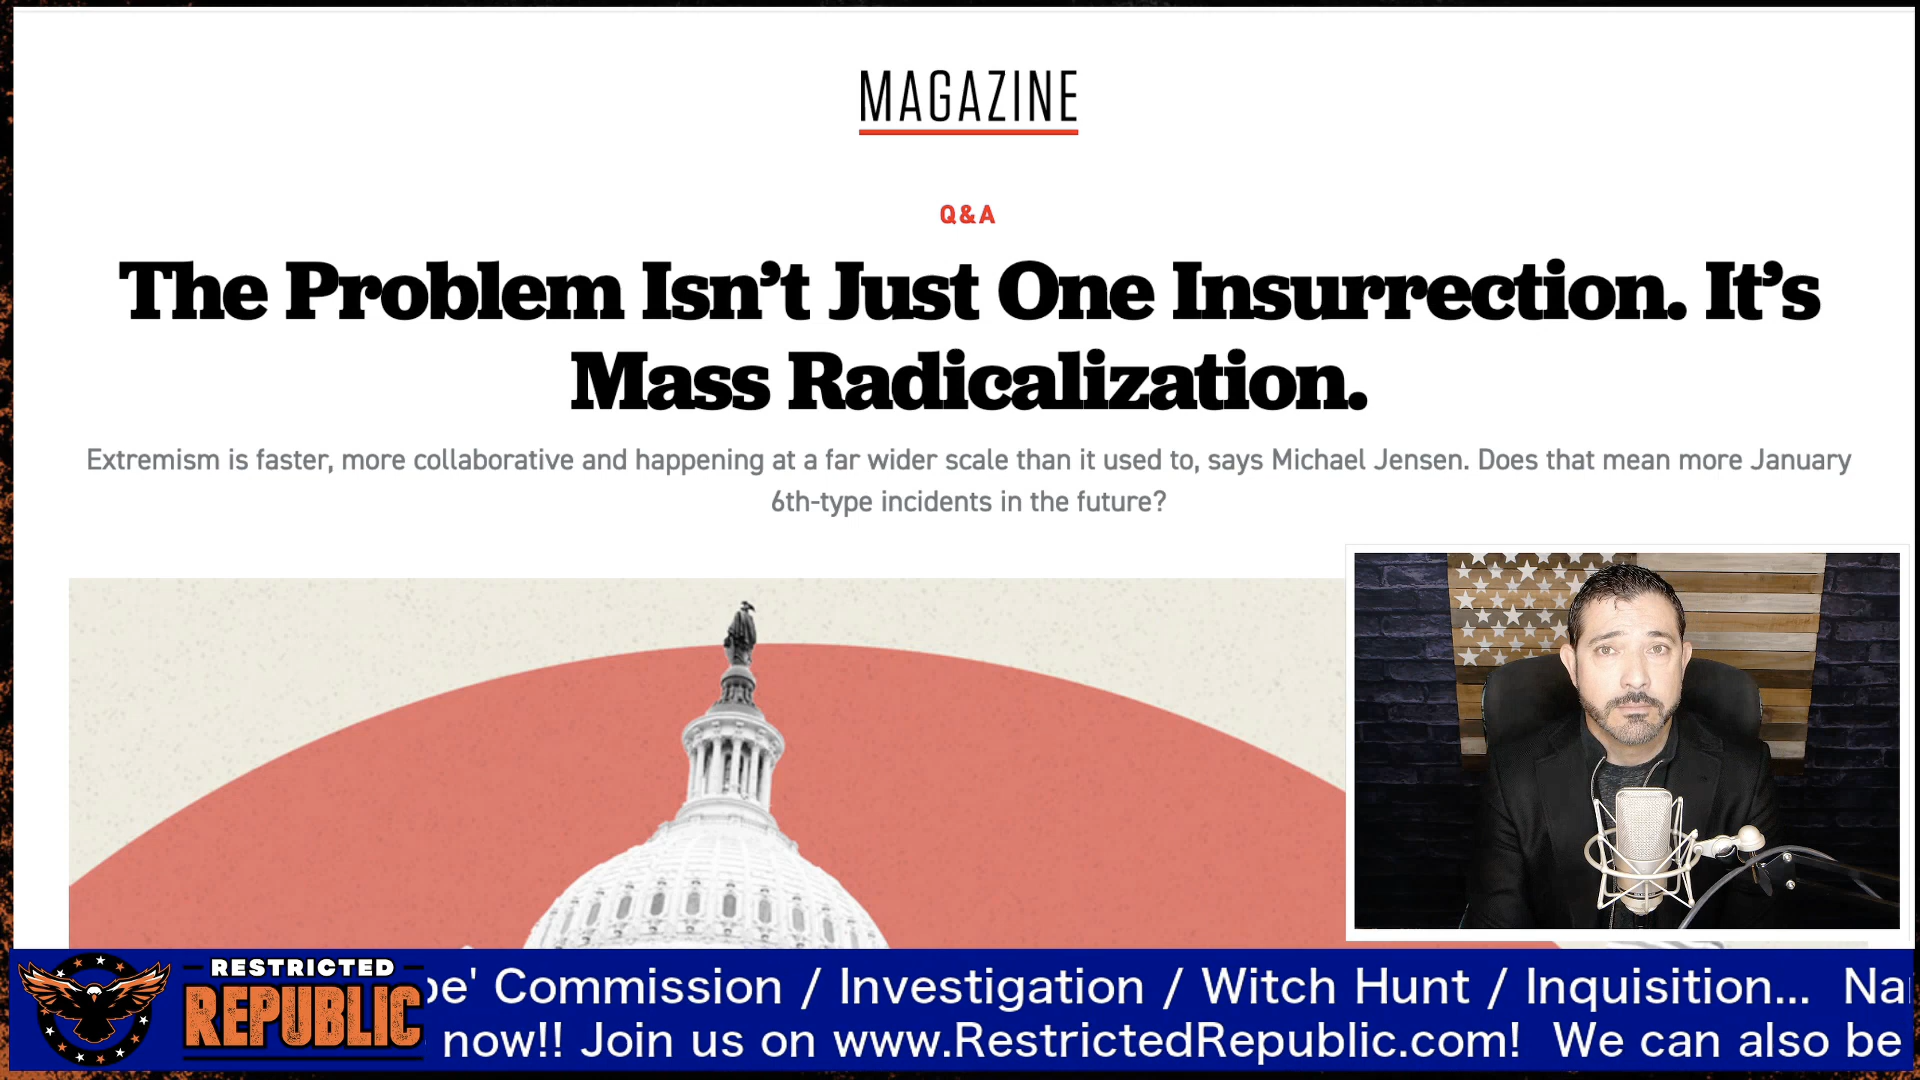 MAGAZINE
Q&A
The Problem Isn’t Just One Insurrection. It’s
Mass Radicalization.
Extremism is faster, more collaborative and happening at a far wider scale than it used to, says Michael Jensen. Does that mean more January
6th-type incidents in the future?
RESTRICTED
REPUBLIC
Commission / Investigation / Witch Hunt / Inquisition...
now!! Join us on www.RestrictedRepublic.com! We can also be